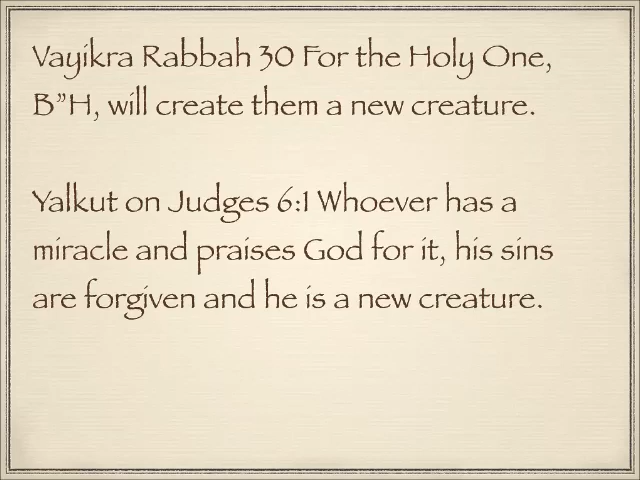 Vayikra Rabbah 30 For the Holy One,
B”H, will create them a new creature.
Yalkut on Judges 6:1 Whoever has a
miracle and praises God for it, his sins
are forgiven and he is a new creature.